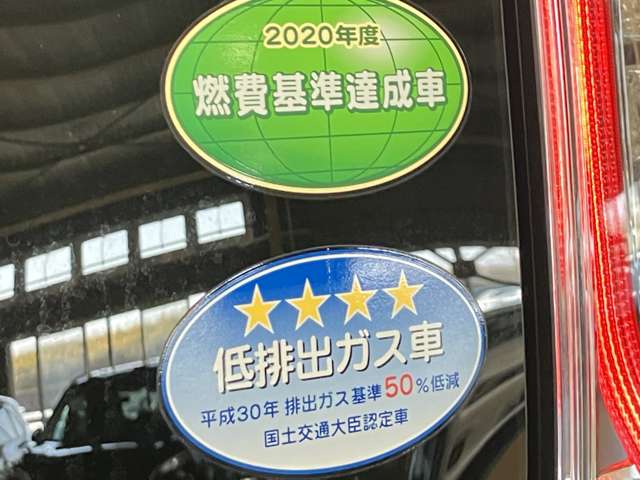 2020年度
燃費基準達成車
低排出ガス車
平成30年 排出ガス基準50%低減
国土交通大臣認定車